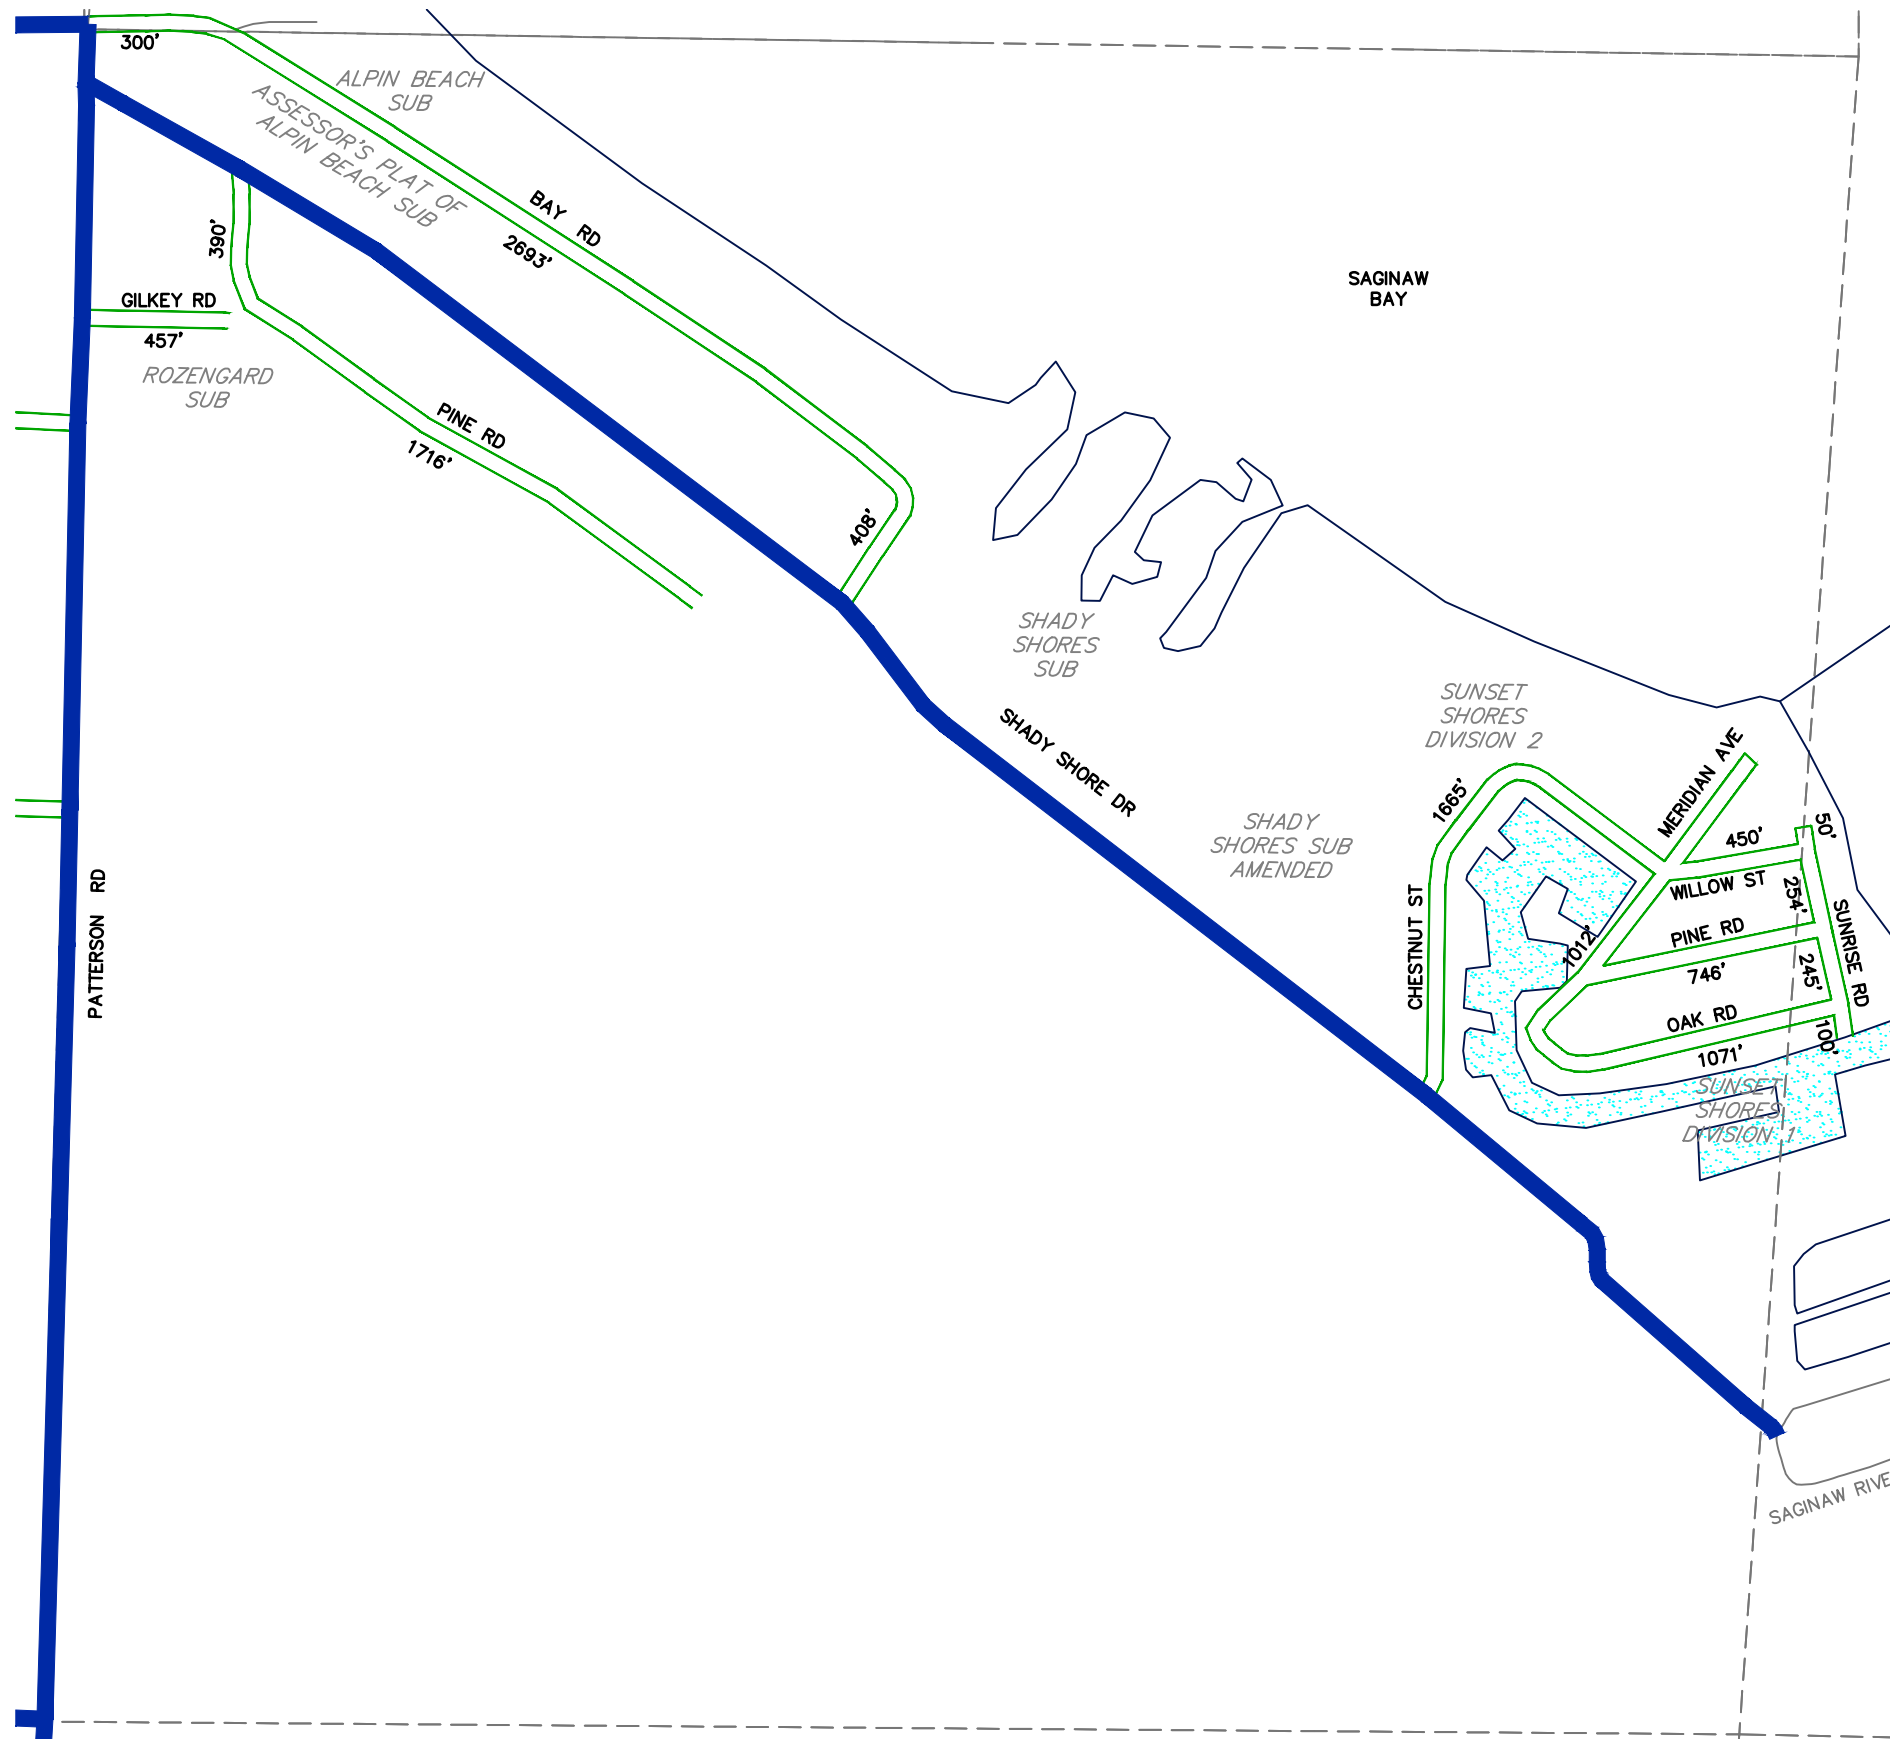 300'
ALPIN BEACH
SUB
ASSESSOR'S PLAT OF
ALPIN BEACH SUB
BAY RD
2693'
390'
GILKEY RD
457'
ROZENGARD
SUB
PINE RD
1716'
408'
SAGINAW
BAY
SHADY
SHORES
SUB
SHADY SHORE DR
SUNSET
SHORES
DIVISION 2
SHADY
SHORES SUB
AMENDED
MERIDIAN AVE
1665'
450'
50'
WILLOW ST
254'
CHESTNUT ST
PINE RD
SUNRISE RD
1012'
746'
245'
OAK RD
100'
1071'
SUNSET
SHORES
DIVISION 1
PATTERSON RD
SAGINAW RIVE